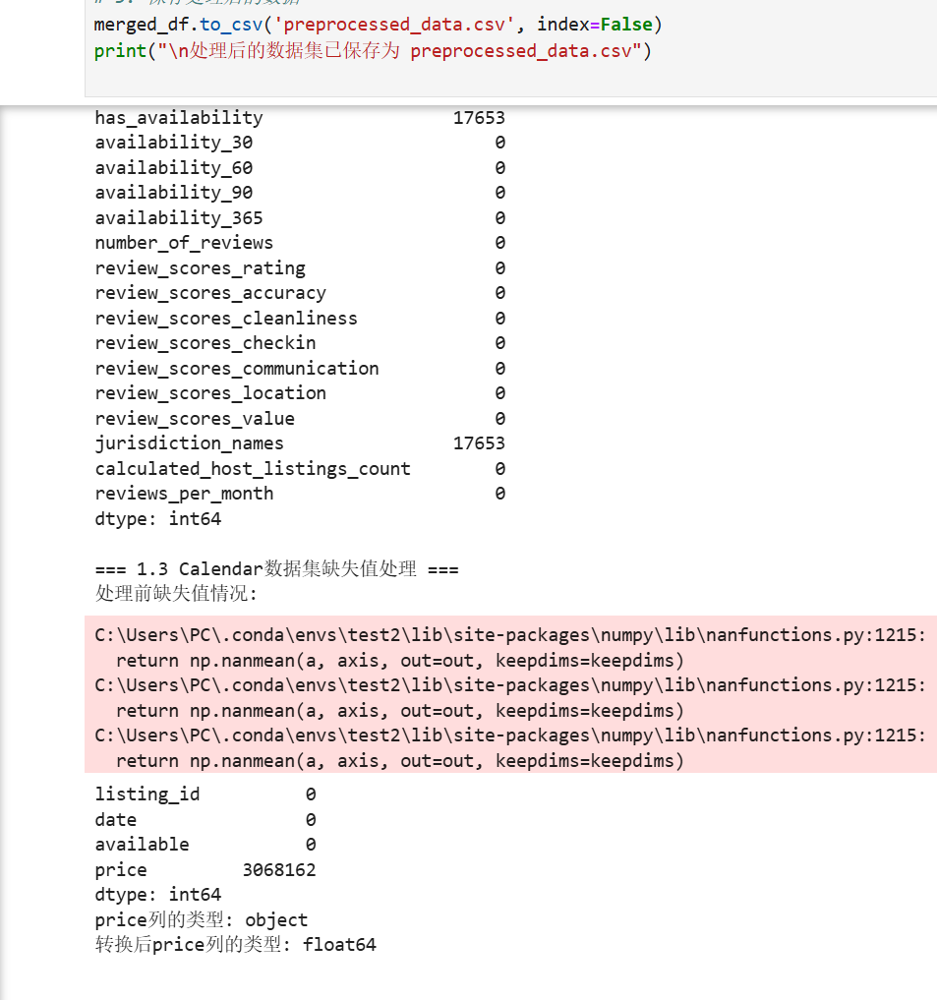 merged_df.to_csv('preprocessed_data.csv', index=False)
print("\n处理后的数据集已保存为 preprocessed_data.csv")
has_availability 17653
availability_30 0
availability_60 0
availability_90 0
availability_365 0
number_of_reviews 0
review_scores_rating 0
review_scores_accuracy 0
review_scores_cleanliness 0
review_scores_checkin 0
review_scores_communication 0
review_scores_location 0
review_scores_value 0
jurisdiction_names 17653
calculated_host_listings_count 0
reviews_per_month 0
dtype: int64
=== 1.3 Calendar数据集缺失值处理 ===
处理前缺失值情况:
C:\Users\PC\.conda\envs\test2\lib\site-packages\numpy\lib\nanfunctions.py:1215:
return np.nanmean(a, axis, out=out, keepdims=keepdims)
C:\Users\PC\.conda\envs\test2\lib\site-packages\numpy\lib\nanfunctions.py:1215:
return np.nanmean(a, axis, out=out, keepdims=keepdims)
C:\Users\PC\.conda\envs\test2\lib\site-packages\numpy\lib\nanfunctions.py:1215:
return np.nanmean(a, axis, out=out, keepdims=keepdims)
listing_id 0
date 0
available 0
price 3068162
dtype: int64
price列的类型: object
转换后price列的类型: float64